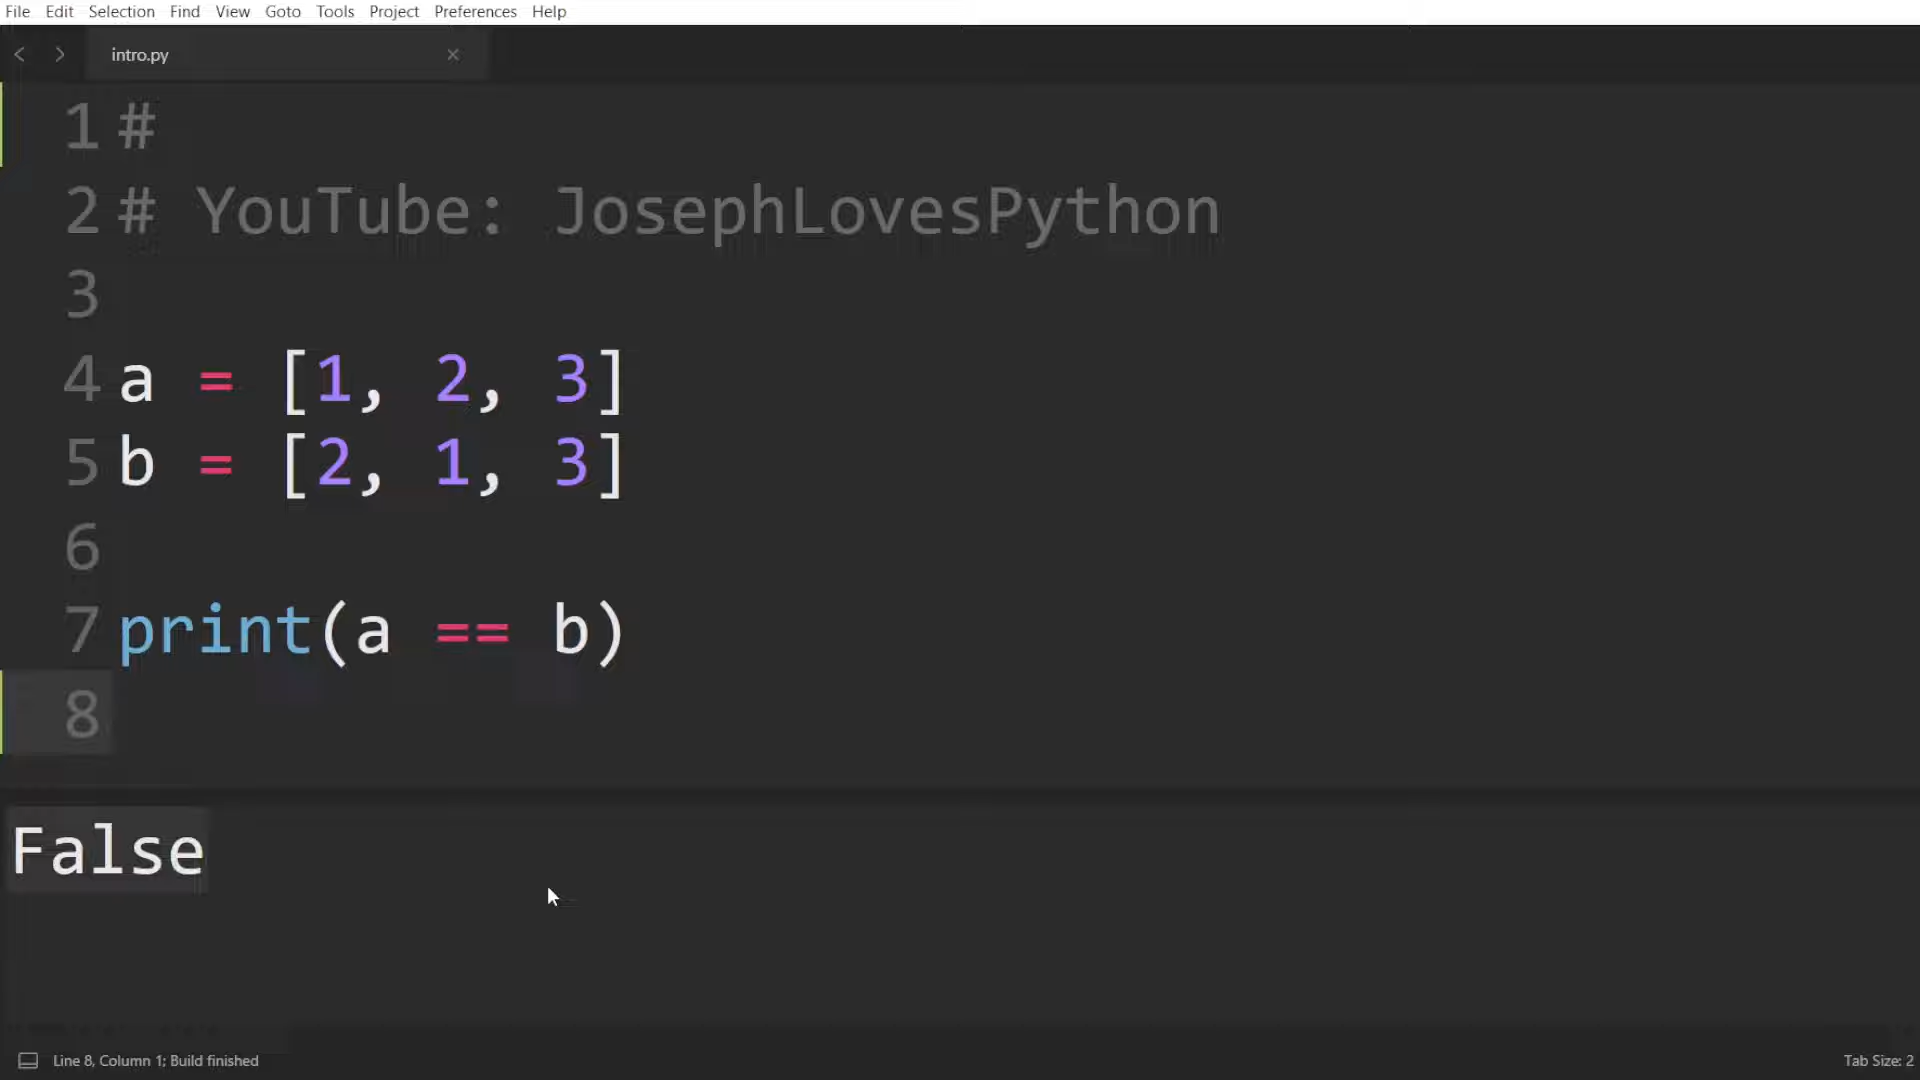 File Edit Selection Find View Goto Tools Project Preferences Help
intro.py
1 #
2 # YouTube: JosephLovesPython
3
4 a = [1, 2, 3]
5 b = [2, 1, 3]
6
7 print(a == b)
8
False
Line 8, Column 1; Build finished
Tab Size: 2